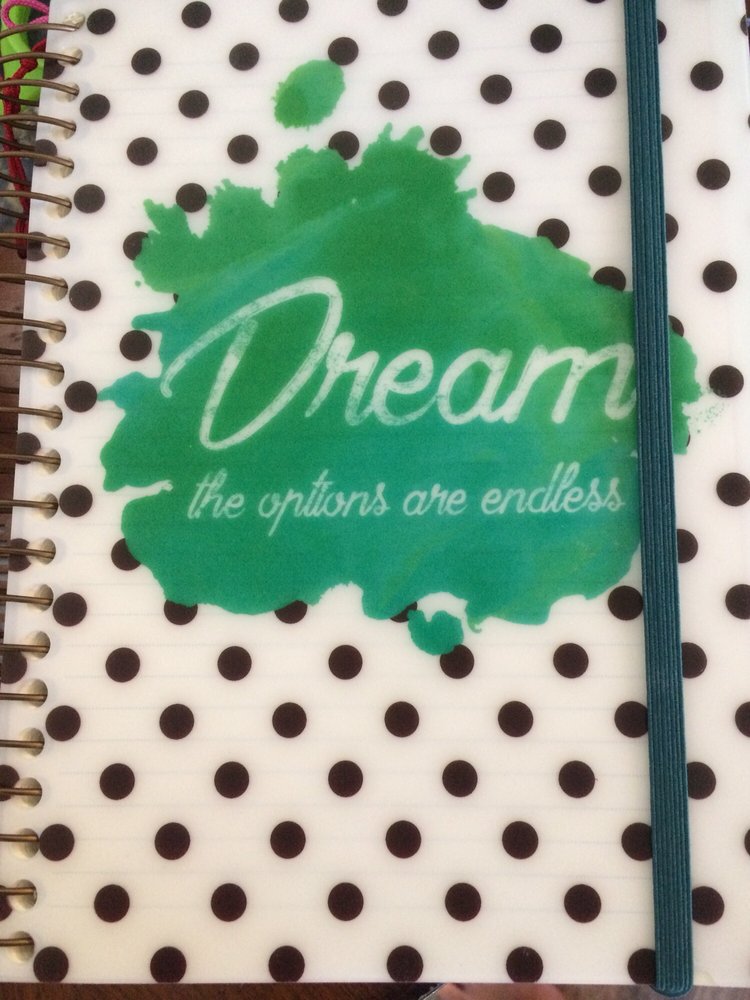 Dream
the options are endless